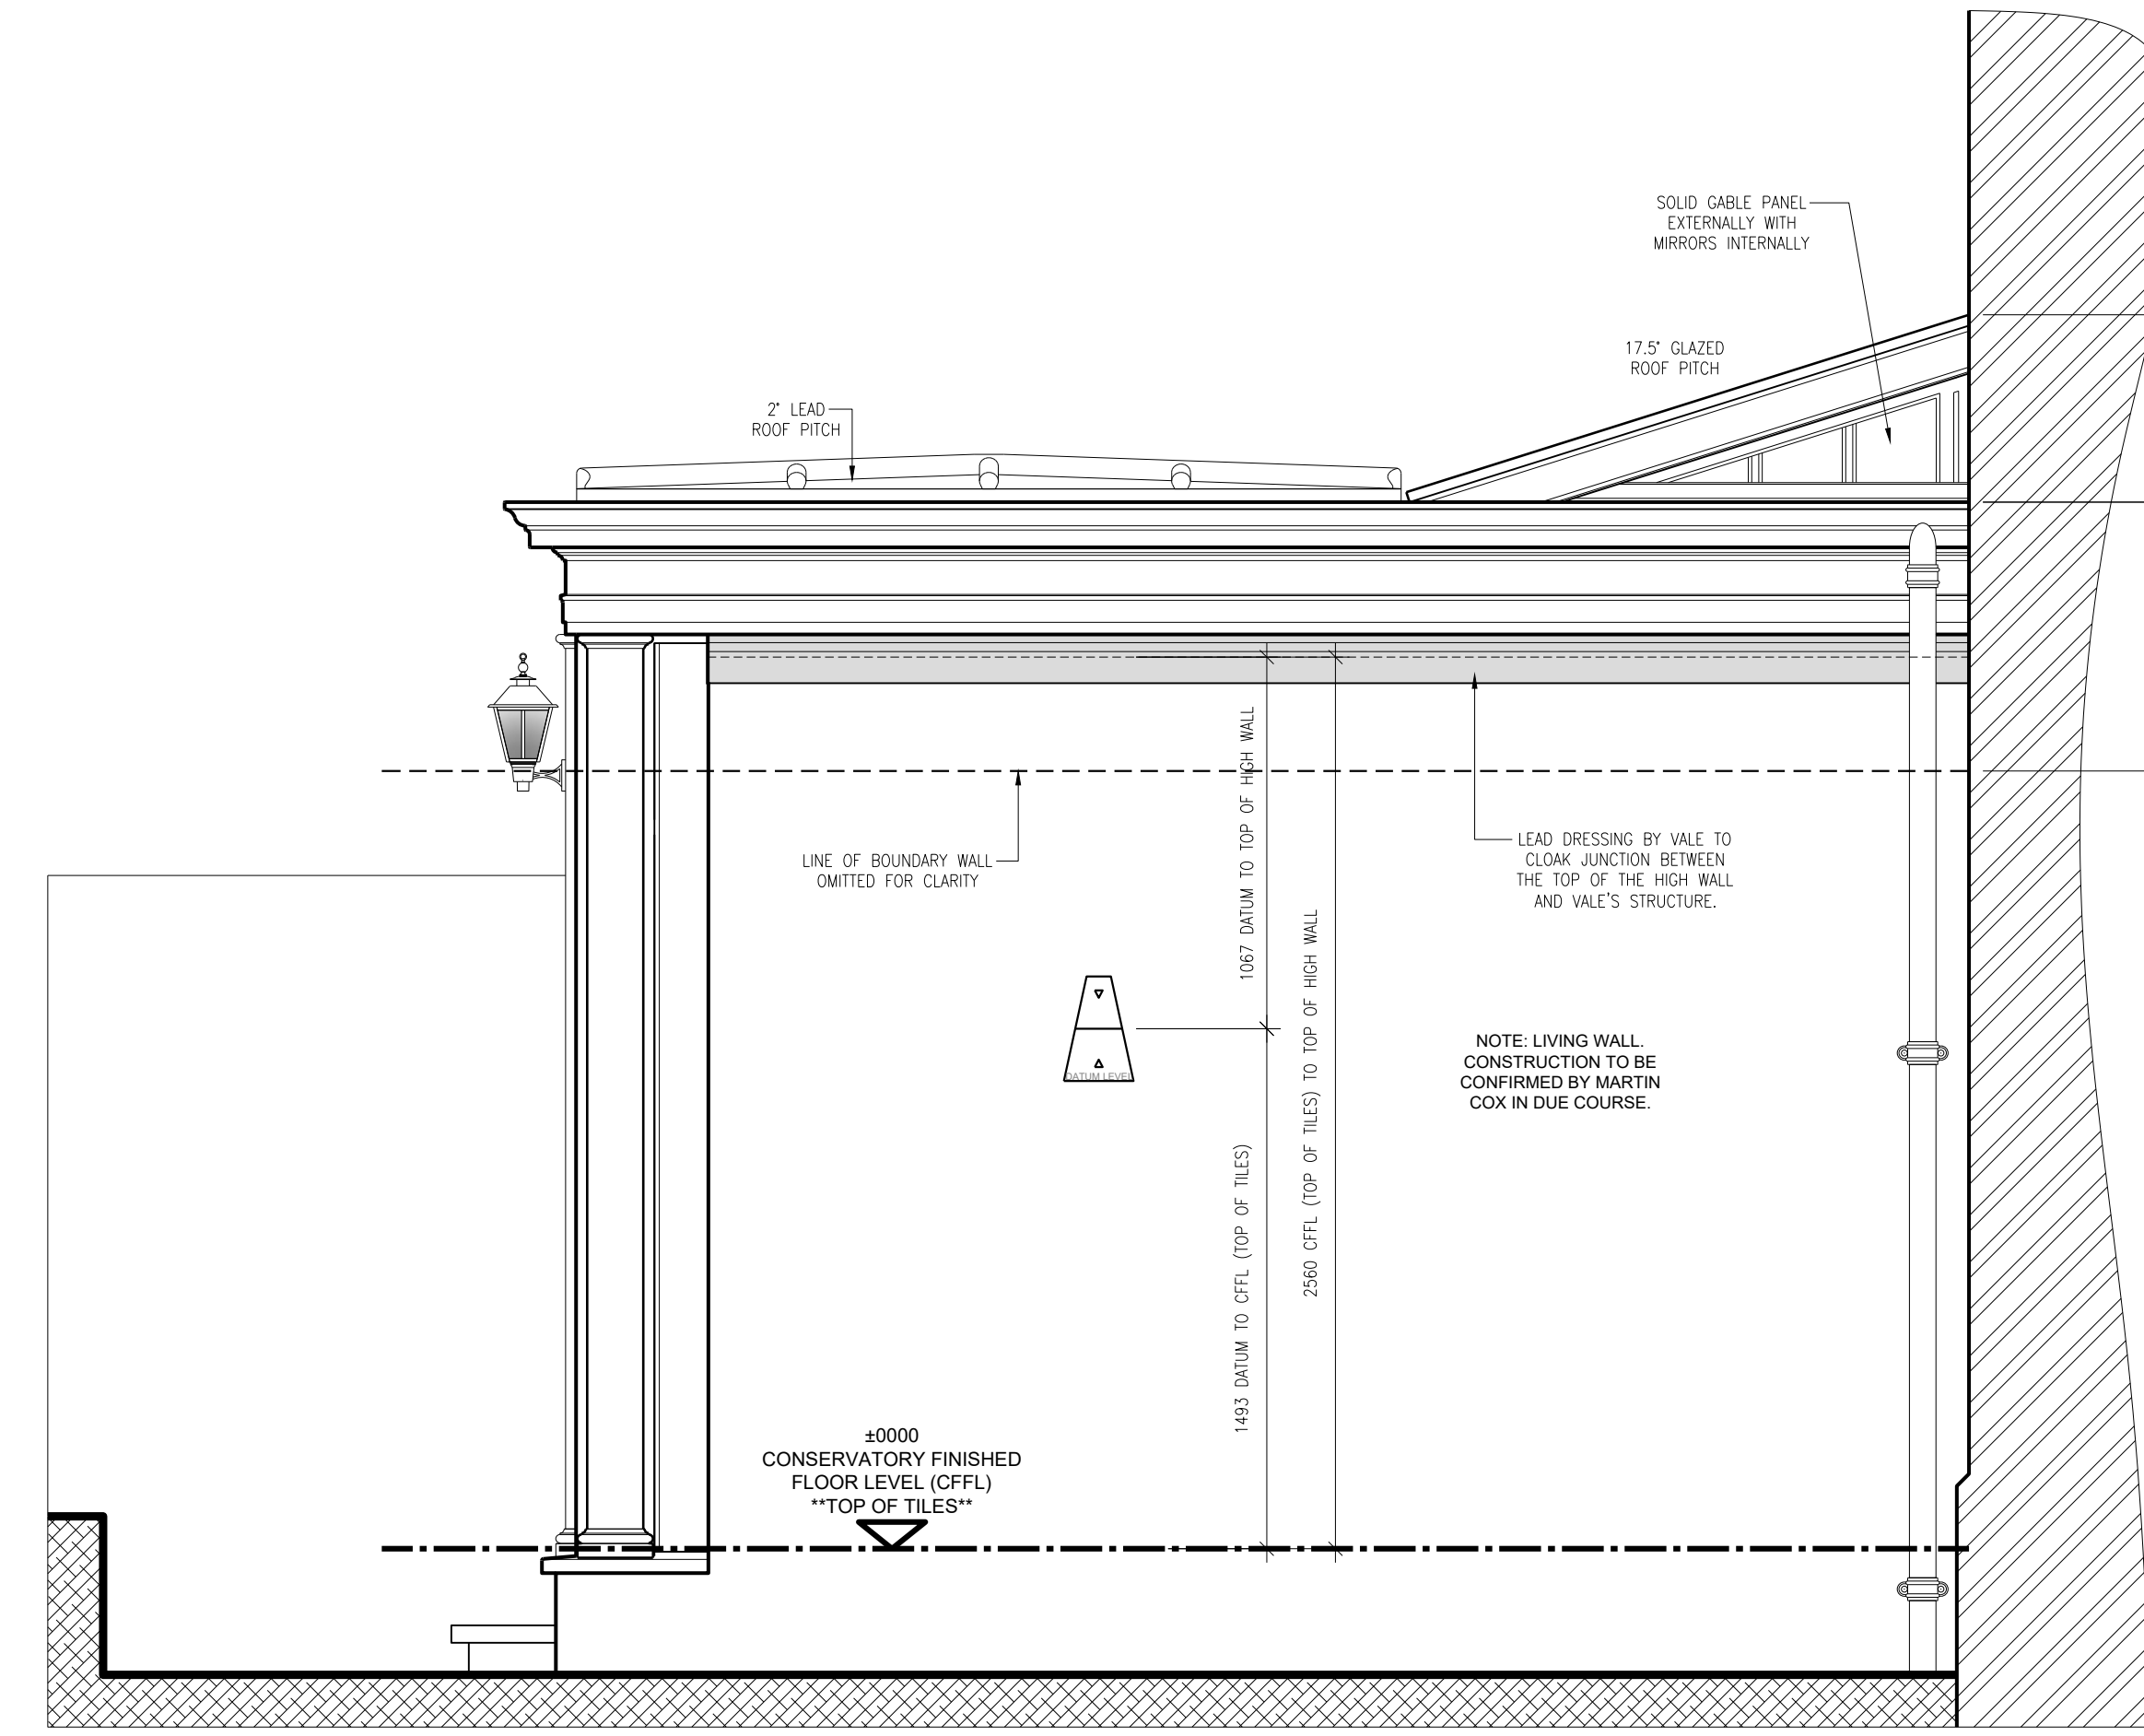 SOLID GABLE PANEL
EXTERNALLY WITH
MIRRORS INTERNALLY
17.5° GLAZED
ROOF PITCH
2° LEAD
ROOF PITCH
LINE OF BOUNDARY WALL
OMITTED FOR CLARITY
1067 DATUM TO TOP OF HIGH WALL
LEAD DRESSING BY VALE TO
CLOAK JUNCTION BETWEEN
THE TOP OF THE HIGH WALL
AND VALE'S STRUCTURE.
2560 CFFL (TOP OF TILES) TO TOP OF HIGH WALL
DATUM LEVEL
NOTE: LIVING WALL.
CONSTRUCTION TO BE
CONFIRMED BY MARTIN
COX IN DUE COURSE.
1493 DATUM TO CFFL (TOP OF TILES)
±0000
CONSERVATORY FINISHED
FLOOR LEVEL (CFFL)
**TOP OF TILES**